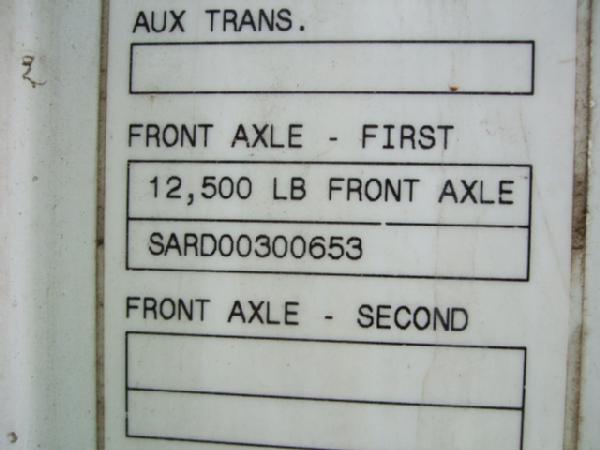 AUX TRANS.
FRONT AXLE - FIRST
12,500 LB FRONT AXLE
SARD00300653
FRONT AXLE - SECOND